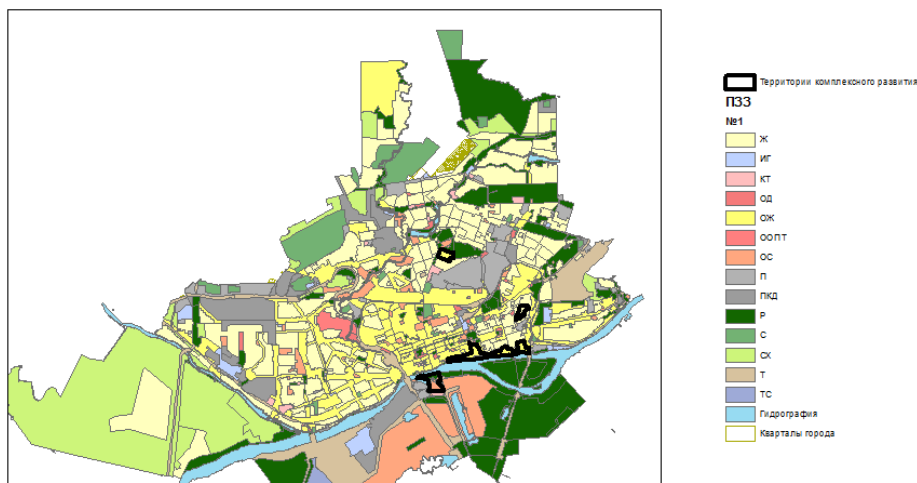 Территории комплексного развития
ПЗЗ
№1
Ж
ИГ
КТ
ОД
ОЖ
ООПТ
ОС
П
ПКД
Р
С
СХ
Т
ТС
Гидрография
Кварталы города